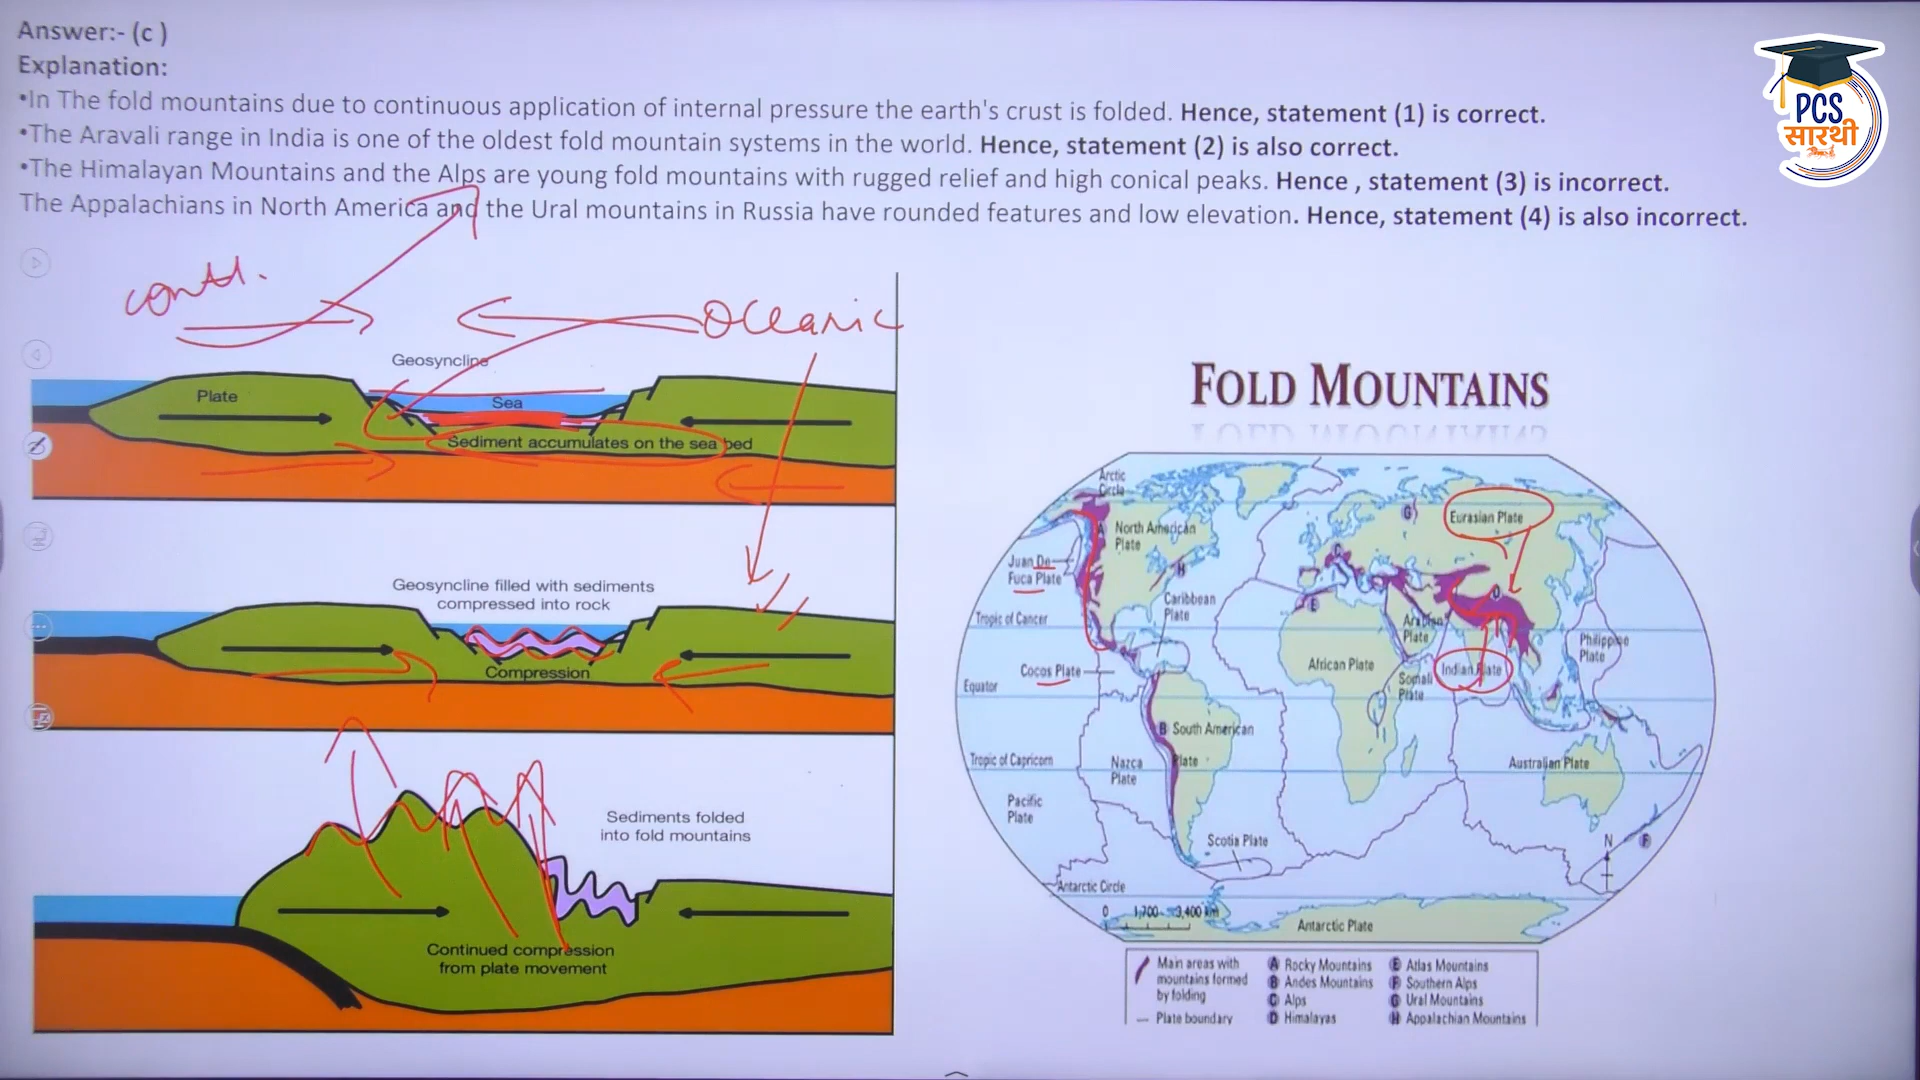 Answer:- (c )
Explanation:
•In The fold mountains due to continuous application of internal pressure the earth's crust is folded. Hence, statement (1) is correct.
•The Aravali range in India is one of the oldest fold mountain systems in the world. Hence, statement (2) is also correct.
•The Himalayan Mountains and the Alps are young fold mountains with rugged relief and high conical peaks. Hence , statement (3) is incorrect.
The Appalachians in North America and the Ural mountains in Russia have rounded features and low elevation. Hence, statement (4) is also incorrect.
PCS
सारथी
Oceanic
Geosyncline
Plate
Sea
Sediment accumulates on the sea bed
Geosyncline filled with sediments
compressed into rock
Compression
Sediments folded
into fold mountains
Continued compression
from plate movement
FOLD MOUNTAINS
Arctic
Circle
North American
Plate
Eurasian Plate
Juan De
Fuca Plate
Caribbean
Plate
Tropic of Cancer
Arabian
Plate
Philippine
Plate
Cocos Plate
African Plate
Indian Plate
Somali
Plate
Equator
South American
Plate
Tropic of Capricorn
Nazca
Plate
Australian Plate
Pacific
Plate
Scotia Plate
Antarctic Circle
Antarctic Plate
A
B
C
D
E
F
G
H
N
0 1,700 3,400 km
Main areas with
mountains formed
by folding
Plate boundary
A Rocky Mountains
B Andes Mountains
C Alps
D Himalayas
E Atlas Mountains
F Southern Alps
G Ural Mountains
H Appalachian Mountains